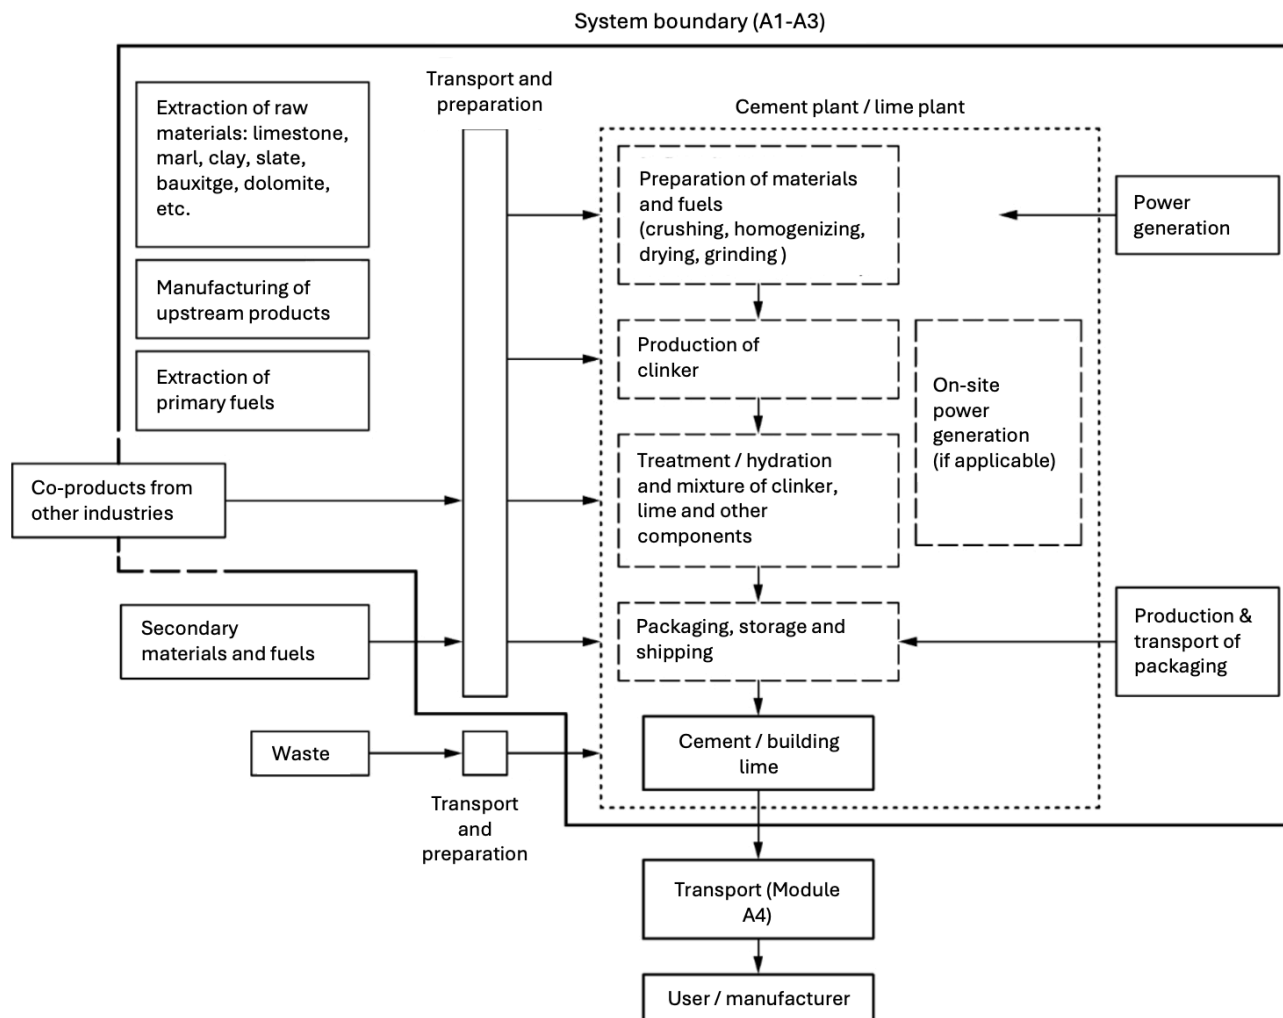 System boundary (A1-A3)
Transport and
preparation
Cement plant / lime plant
Extraction of raw
materials: limestone,
marl, clay, slate,
bauxitge, dolomite,
etc.
Preparation of materials
and fuels
(crushing, homogenizing,
drying, grinding )
Power
generation
Manufacturing of
upstream products
Production of
clinker
Extraction of
primary fuels
On-site
power
generation
(if applicable)
Co-products from
other industries
Treatment / hydration
and mixture of clinker,
lime and other
components
Secondary
materials and fuels
Packaging, storage and
shipping
Production &
transport of
packaging
Waste
Cement / building
lime
Transport
and
preparation
Transport (Module
A4)
User / manufacturer